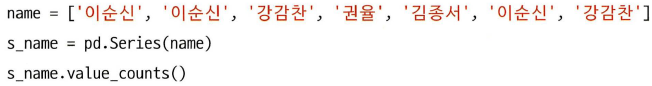 name = ['이순신', '이순신', '강감찬', '권율', '김종서', '이순신', '강감찬']
s_name = pd.Series(name)
s_name.value_counts()